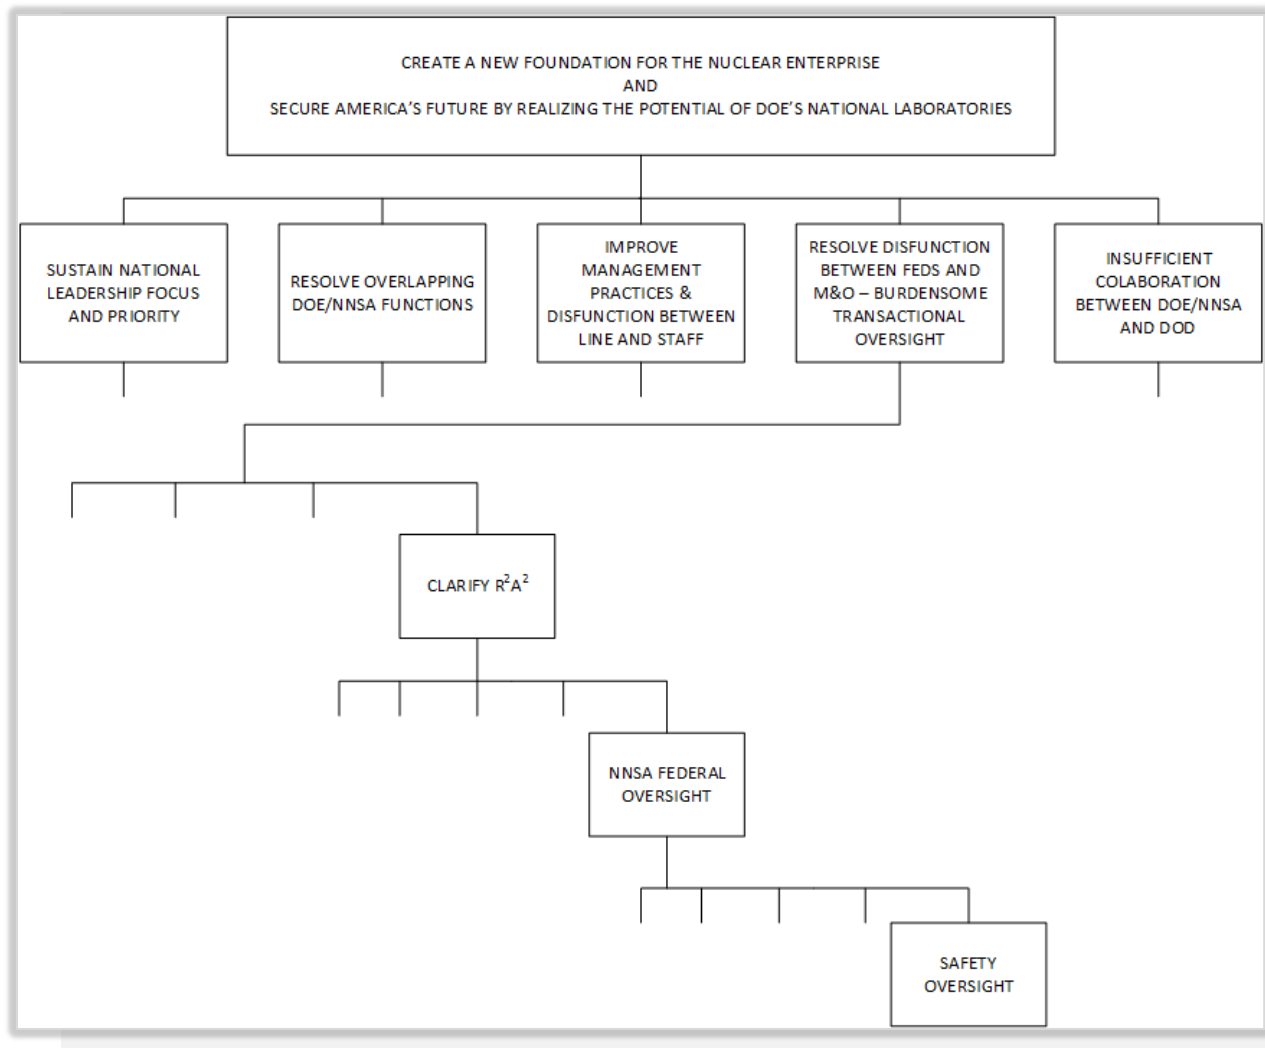 CREATE A NEW FOUNDATION FOR THE NUCLEAR ENTERPRISE
AND
SECURE AMERICA'S FUTURE BY REALIZING THE POTENTIAL OF DOE'S NATIONAL LABORATORIES
SUSTAIN NATIONAL
LEADERSHIP FOCUS
AND PRIORITY
RESOLVE OVERLAPPING
DOE/NNSA FUNCTIONS
IMPROVE
MANAGEMENT
PRACTICES &
DISFUNCTION BETWEEN
LINE AND STAFF
RESOLVE DISFUNCTION
BETWEEN FEDS AND
M&O – BURDENSOME
TRANSACTIONAL
OVERSIGHT
INSUFFICIENT
COLABORATION
BETWEEN DOE/NNSA
AND DOD
CLARIFY R²A²
NNSA FEDERAL
OVERSIGHT
SAFETY
OVERSIGHT